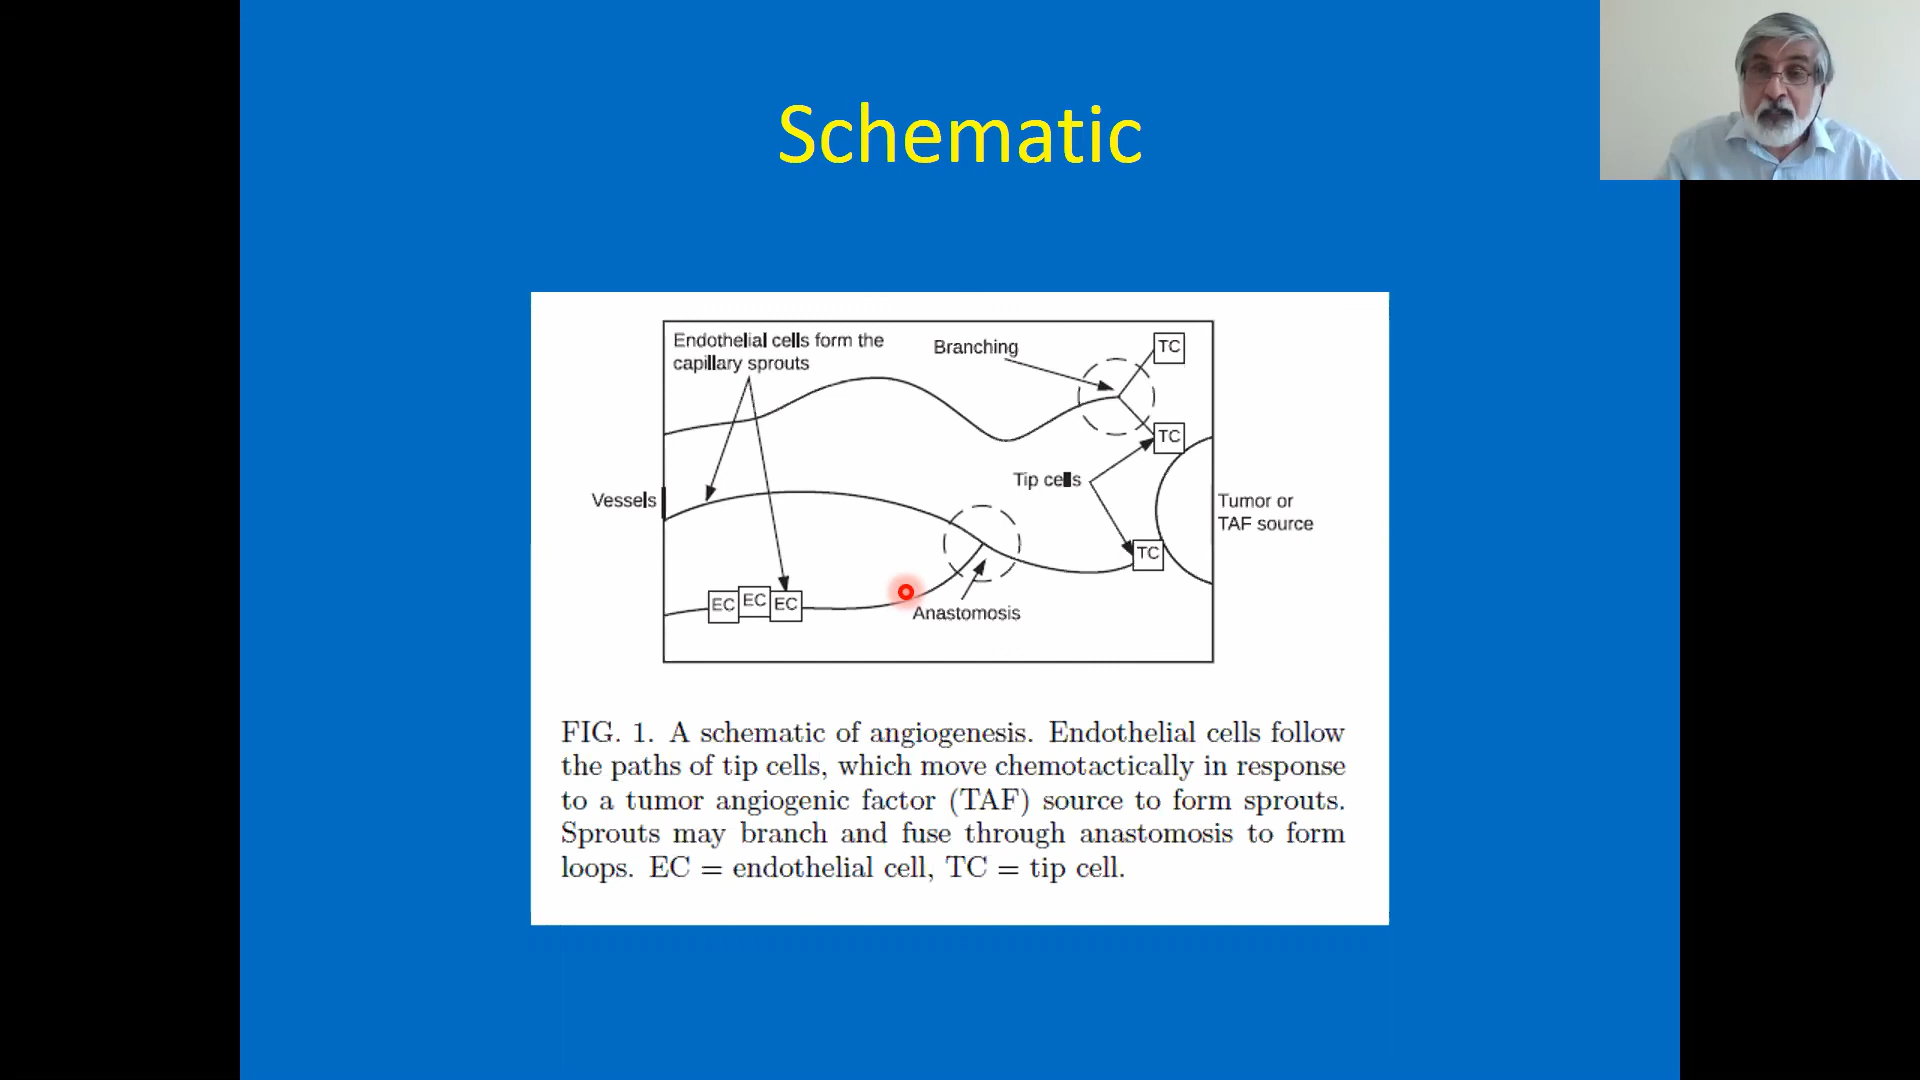 Schematic
Endothelial cells form the
capillary sprouts
Branching
TC
TC
Tip cells
Vessels
Tumor or
TAF source
TC
EC EC EC
Anastomosis
FIG. 1. A schematic of angiogenesis. Endothelial cells follow
the paths of tip cells, which move chemotactically in response
to a tumor angiogenic factor (TAF) source to form sprouts.
Sprouts may branch and fuse through anastomosis to form
loops. EC = endothelial cell, TC = tip cell.